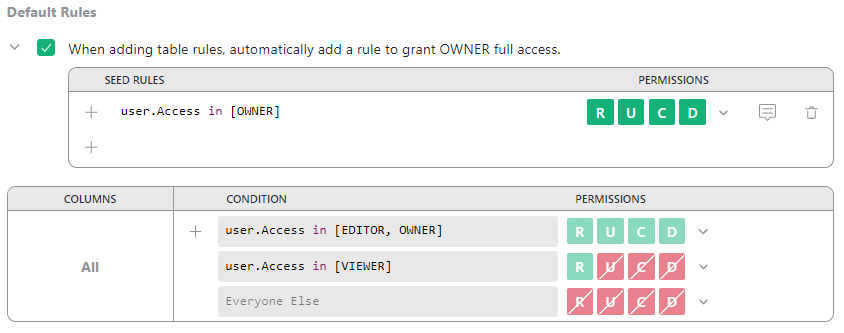 Default Rules
When adding table rules, automatically add a rule to grant OWNER full access.
SEED RULES PERMISSIONS
user.Access in [OWNER] R U C D
COLUMNS CONDITION PERMISSIONS
user.Access in [EDITOR, OWNER] R U C D
All user.Access in [VIEWER] R U C D
Everyone Else R U C D